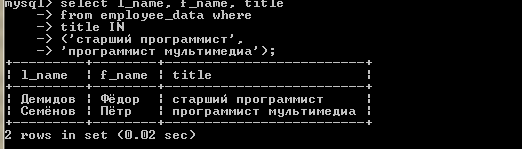 mysql> select l_name, f_name, title
-> from employee_data where
-> title IN
-> ('старший программист',
-> 'программист мультимедиа');
+----------+--------+-------------------------+
| l_name | f_name | title |
+----------+--------+-------------------------+
| Демидов | Фёдор | старший программист |
| Семёнов | Пётр | программист мультимедиа |
+----------+--------+-------------------------+
2 rows in set (0.02 sec)